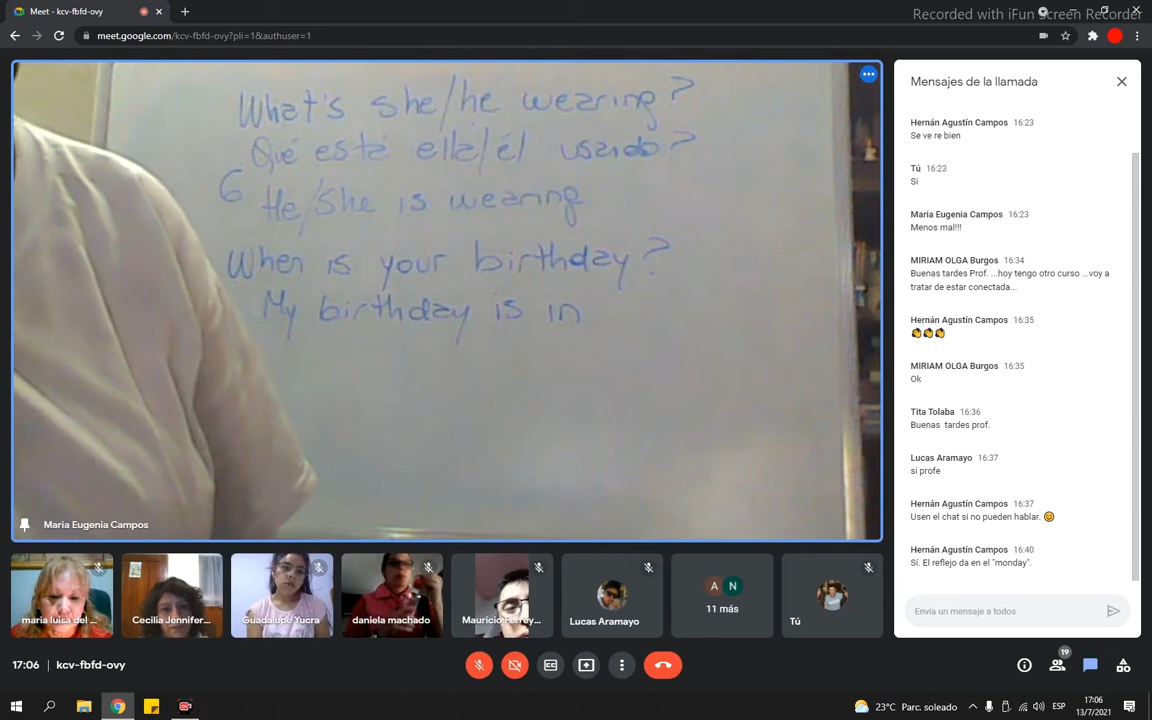 Meet - kcv-fbfd-ovy
Recorded with iFun Screen Recorder
meet.google.com/kcv-fbfd-ovy?pli=1&authuser=1
What's she/he wearing?
Qué está ella/él usando?
6 He/She is wearing
When is your birthday?
My birthday is in
Maria Eugenia Campos
maria luisa del ...
Cecilia Jennifer...
Guadalupe Yucra
daniela machado
Mauricio Ferrey...
Lucas Aramayo
A N
11 más
Tú
Mensajes de la llamada
Hernán Agustín Campos 16:23
Se ve re bien
Tú 16:23
Si
Maria Eugenia Campos 16:23
Menos mal!!!
MIRIAM OLGA Burgos 16:34
Buenas tardes Prof. ...hoy tengo otro curso ...voy a
tratar de estar conectada...
Hernán Agustín Campos 16:35
👏👏👏
MIRIAM OLGA Burgos 16:35
Ok
Tita Tolaba 16:36
Buenas tardes prof.
Lucas Aramayo 16:37
si profe
Hernán Agustín Campos 16:37
Usen el chat si no pueden hablar. 😊
Hernán Agustín Campos 16:40
Sí. El reflejo da en el "monday".
Envía un mensaje a todos
17:06 | kcv-fbfd-ovy
19
23°C Parc. soleado
ESP
17:06
13/7/2021